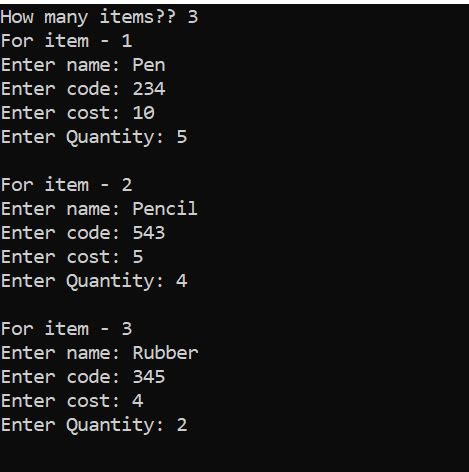 How many items?? 3
For item - 1
Enter name: Pen
Enter code: 234
Enter cost: 10
Enter Quantity: 5
For item - 2
Enter name: Pencil
Enter code: 543
Enter cost: 5
Enter Quantity: 4
For item - 3
Enter name: Rubber
Enter code: 345
Enter cost: 4
Enter Quantity: 2